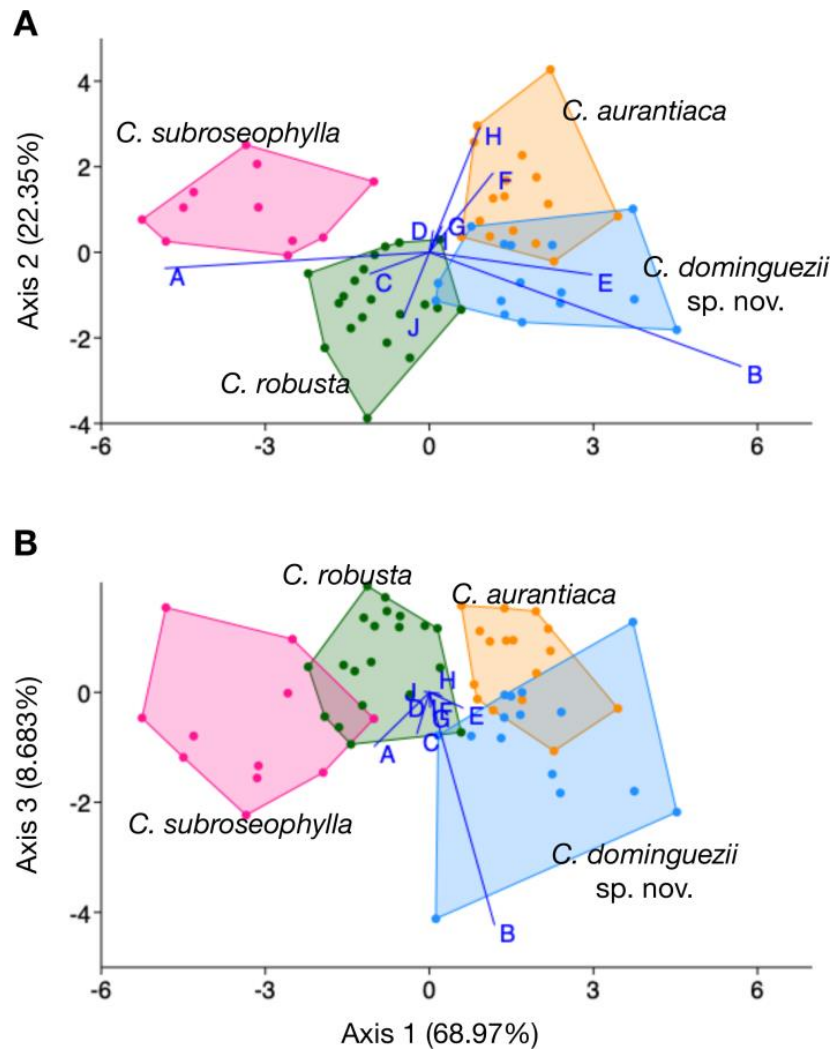 A
4
2
0
-2
-4
Axis 2 (22.35%)
C. subroseophylla
C. aurantiaca
H
F
D
G
I
A
C
E
C. dominguezii
sp. nov.
J
B
C. robusta
-6
-3
0
3
6
B
C. robusta
C. aurantiaca
0
-2
-4
Axis 3 (8.683%)
H
D
F
E
G
C
A
C. subroseophylla
C. dominguezii
sp. nov.
B
-6
-3
0
3
6
Axis 1 (68.97%)